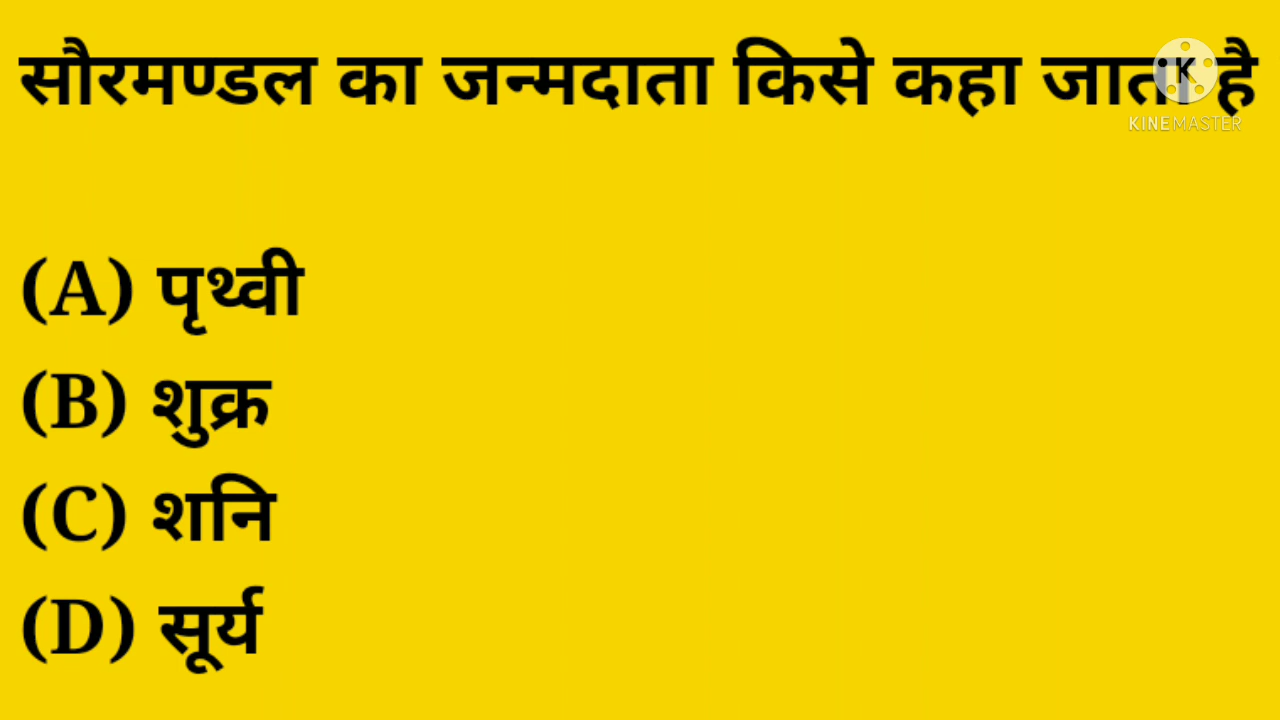 सौरमण्डल का जन्मदाता किसे कहा जाता है
K
KINEMASTER
(A) पृथ्वी
(B) शुक्र
(C) शनि
(D) सूर्य